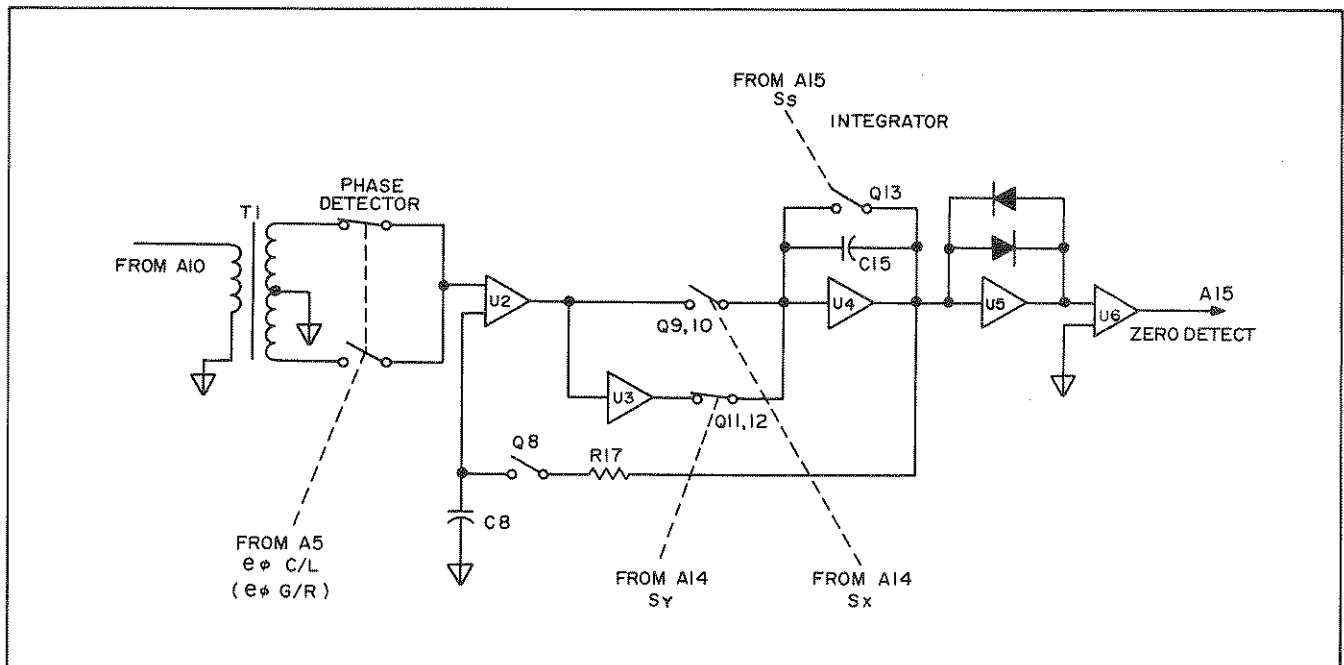 FROM A15
Ss
INTEGRATOR
PHASE
DETECTOR
T1
Q13
FROM A10
C15
U2
U4
U5
U6
A15
ZERO DETECT
Q9,10
U3
Q11,12
Q8
R17
C8
FROM A5
eφ C/L
(eφ G/R)
FROM A14
SY
FROM A14
SX